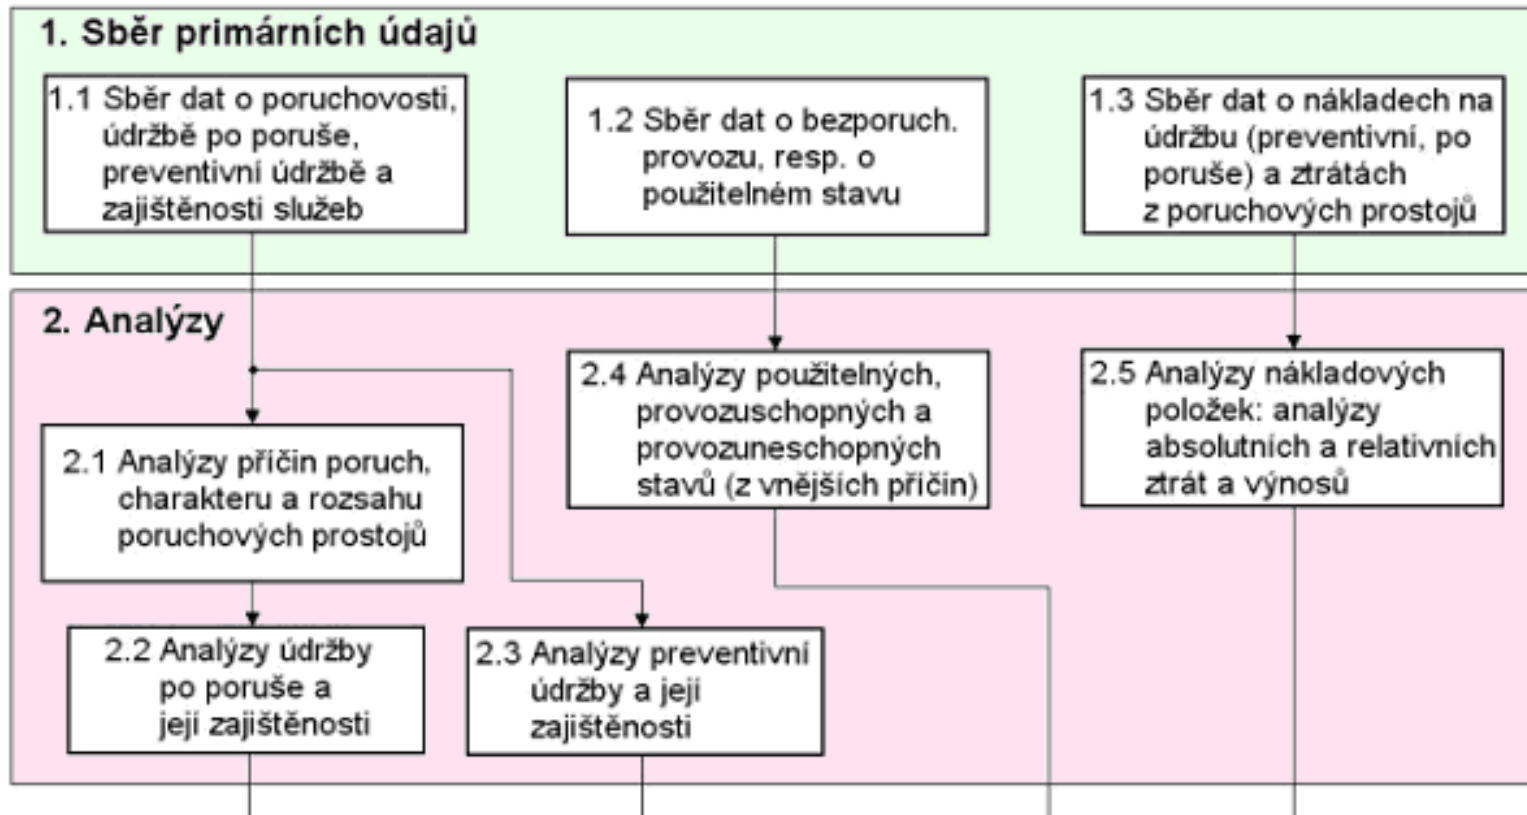 1. Sběr primárních údajů
1.1 Sběr dat o poruchovosti,
údržbě po poruše,
preventivní údržbě a
zajištěnosti služeb
1.2 Sběr dat o bezporuch.
provozu, resp. o
použitelném stavu
1.3 Sběr dat o nákladech na
údržbu (preventivní, po
poruše) a ztrátách
z poruchových prostojů
2. Analýzy
2.1 Analýzy příčin poruch,
charakteru a rozsahu
poruchových prostojů
2.4 Analýzy použitelných,
provozuschopných a
provozuneschopných
stavů (z vnějších příčin)
2.5 Analýzy nákladových
položek: analýzy
absolutních a relativních
ztrát a výnosů
2.2 Analýzy údržby
po poruše a
její zajištěnosti
2.3 Analýzy preventivní
údržby a její
zajištěnosti